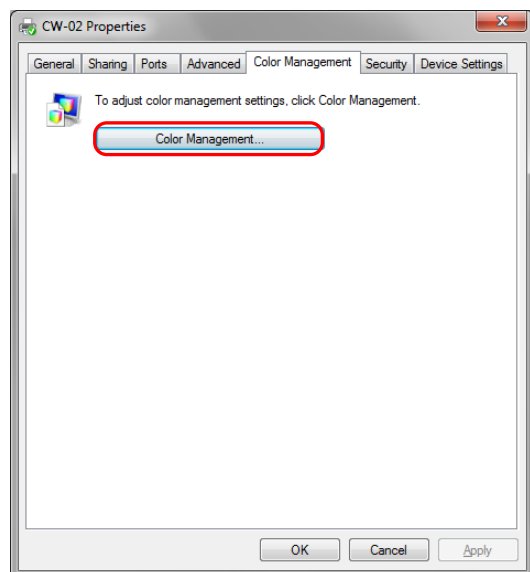 CW-02 Properties
General Sharing Ports Advanced Color Management Security Device Settings
To adjust color management settings, click Color Management.
Color Management...
OK Cancel Apply